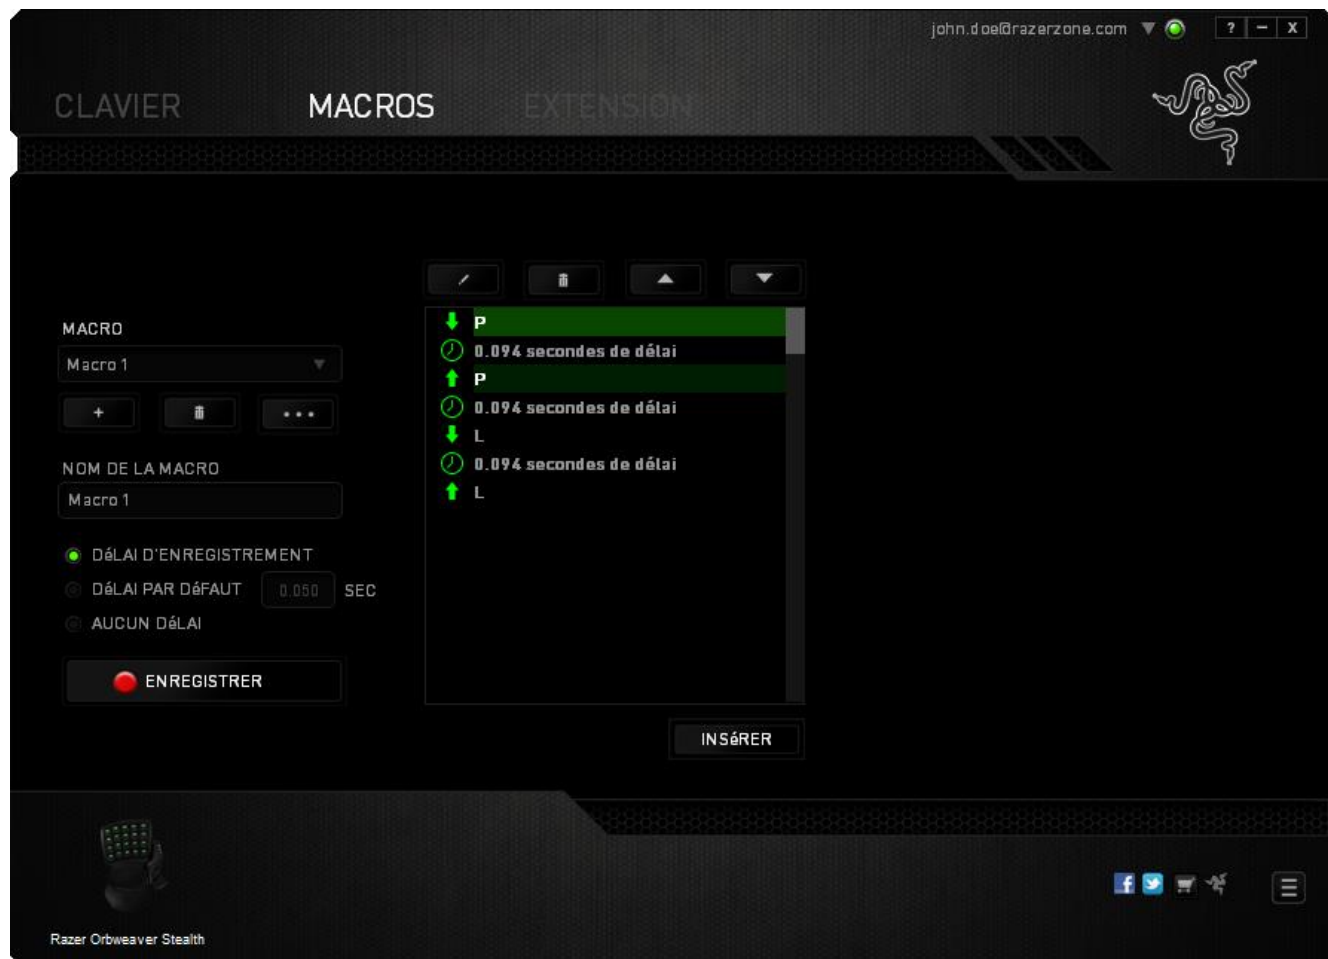 john.doe@razerzone.com
? – X
CLAVIER MACROS EXTENSION
MACRO
Macro 1
+ ...
NOM DE LA MACRO
Macro 1
DéLAI D'ENREGISTREMENT
DéLAI PAR DéFAUT 0.050 SEC
AUCUN DéLAI
ENREGISTRER
P
0.094 secondes de délai
P
0.094 secondes de délai
L
0.094 secondes de délai
L
INSéRER
Razer Orbweaver Stealth
f